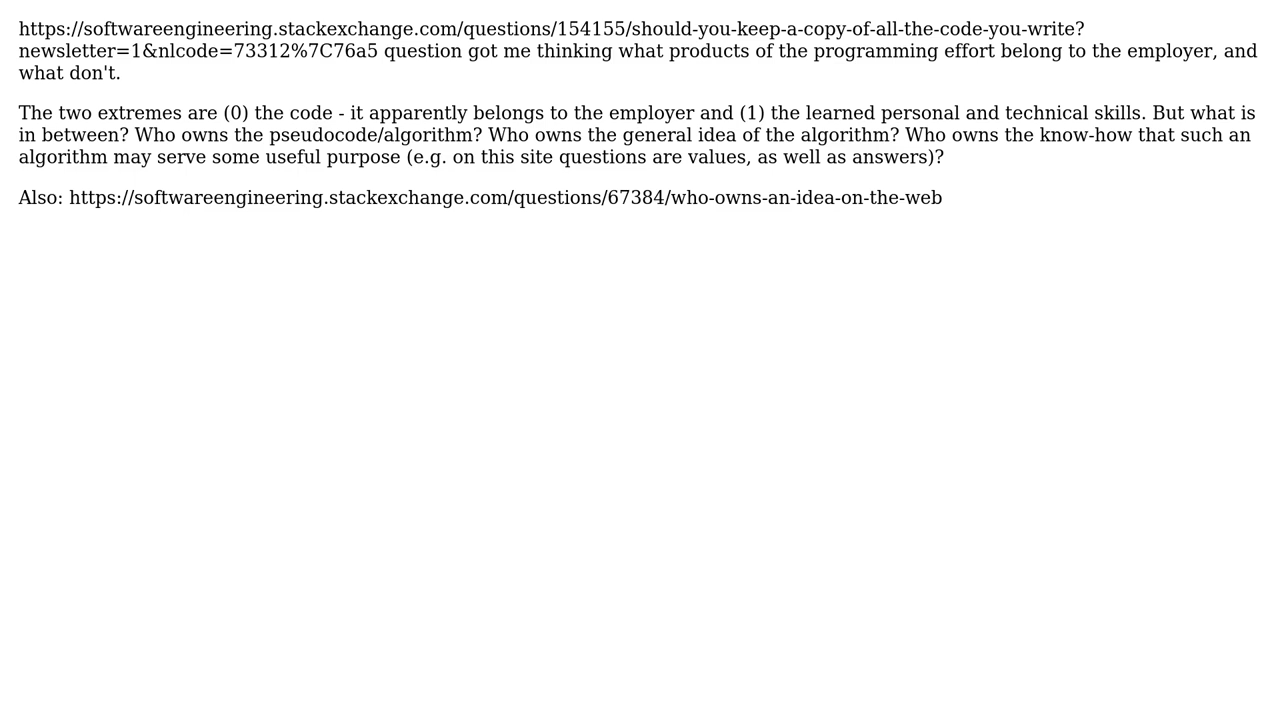 https://softwareengineering.stackexchange.com/questions/154155/should-you-keep-a-copy-of-all-the-code-you-write?
newsletter=1&nlcode=73312%7C76a5 question got me thinking what products of the programming effort belong to the employer, and
what don't.
The two extremes are (0) the code - it apparently belongs to the employer and (1) the learned personal and technical skills. But what is
in between? Who owns the pseudocode/algorithm? Who owns the general idea of the algorithm? Who owns the know-how that such an
algorithm may serve some useful purpose (e.g. on this site questions are values, as well as answers)?
Also: https://softwareengineering.stackexchange.com/questions/67384/who-owns-an-idea-on-the-web